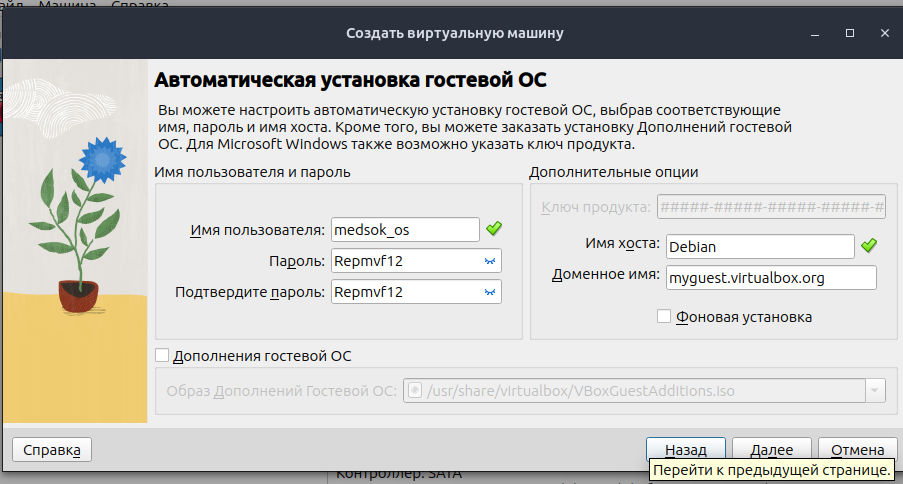 айл Машина Справка
Создать виртуальную машину
Автоматическая установка гостевой ОС
Вы можете настроить автоматическую установку гостевой ОС, выбрав соответствующие
имя, пароль и имя хоста. Кроме того, вы можете заказать установку Дополнений гостевой
ОС. Для Microsoft Windows также возможно указать ключ продукта.
Имя пользователя и пароль
Имя пользователя: medsok_os
Пароль: Repmvf12
Подтвердите пароль: Repmvf12
Дополнительные опции
Ключ продукта: #####-#####-#####-#####-#
Имя хоста: Debian
Доменное имя: myguest.virtualbox.org
Фоновая установка
Дополнения гостевой ОС
Образ Дополнений Гостевой ОС: /usr/share/virtualbox/VBoxGuestAdditions.iso
Справка Назад Далее Отмена
Перейти к предыдущей странице.
Контроллер: SATA